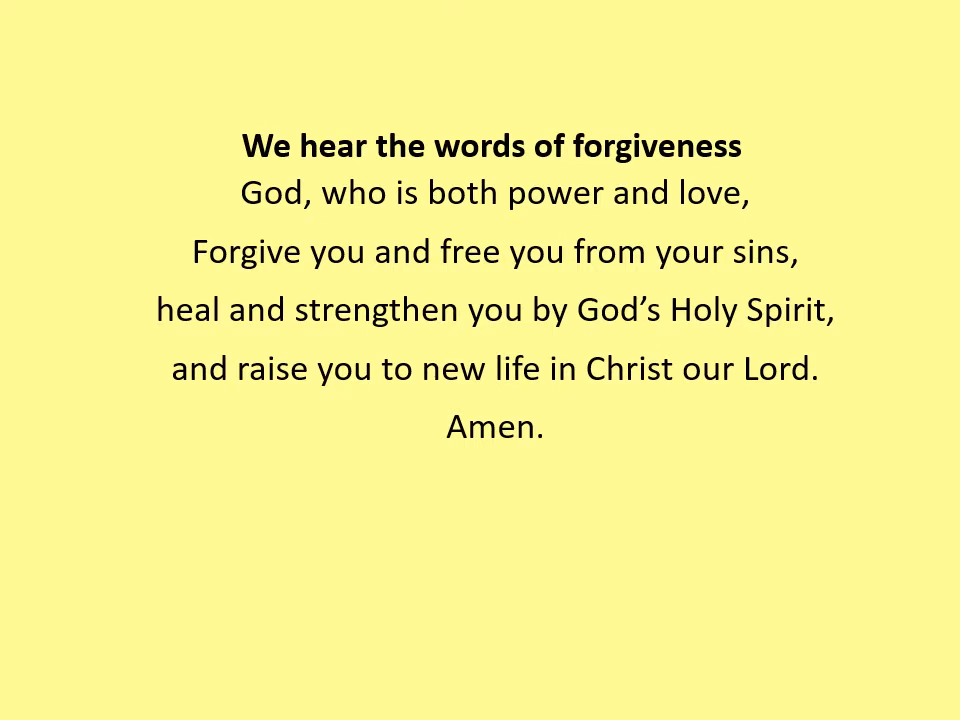 We hear the words of forgiveness
God, who is both power and love,
Forgive you and free you from your sins,
heal and strengthen you by God’s Holy Spirit,
and raise you to new life in Christ our Lord.
Amen.